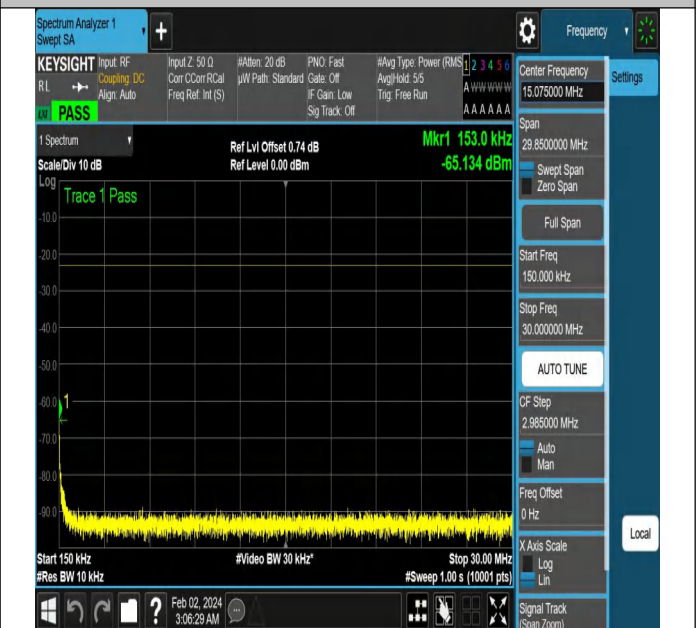 Spectrum Analyzer 1
Swept SA
+
Frequency
KEYSIGHT
RL
PASS
Input: RF
Coupling: DC
Align: Auto
Input Z: 50 Ω
Corr CCorr RCal
Freq Ref: Int (S)
#Atten: 20 dB
µW Path: Standard
PNO: Fast
Gate: Off
IF Gain: Low
Sig Track: Off
#Avg Type: Power (RMS
Avg|Hold: 5/5
Trig: Free Run
1 2 3 4 5 6
A W W W W W
A A A A A A
1 Spectrum
Scale/Div 10 dB
Log
Ref Lvl Offset 0.74 dB
Ref Level 0.00 dBm
Mkr1 153.0 kHz
-65.134 dBm
Trace 1 Pass
-10.0
-20.0
-30.0
-40.0
-50.0
-60.0
-70.0
-80.0
-90.0
1
Start 150 kHz
#Res BW 10 kHz
#Video BW 30 kHz*
Stop 30.00 MHz
#Sweep 1.00 s (10001 pts)
Feb 02, 2024
3:06:29 AM
?
Center Frequency
15.075000 MHz
Settings
Span
29.8500000 MHz
Swept Span
Zero Span
Full Span
Start Freq
150.000 kHz
Stop Freq
30.000000 MHz
AUTO TUNE
CF Step
2.985000 MHz
Auto
Man
Freq Offset
0 Hz
Local
X Axis Scale
Log
Lin
Signal Track
(Span Zoom)